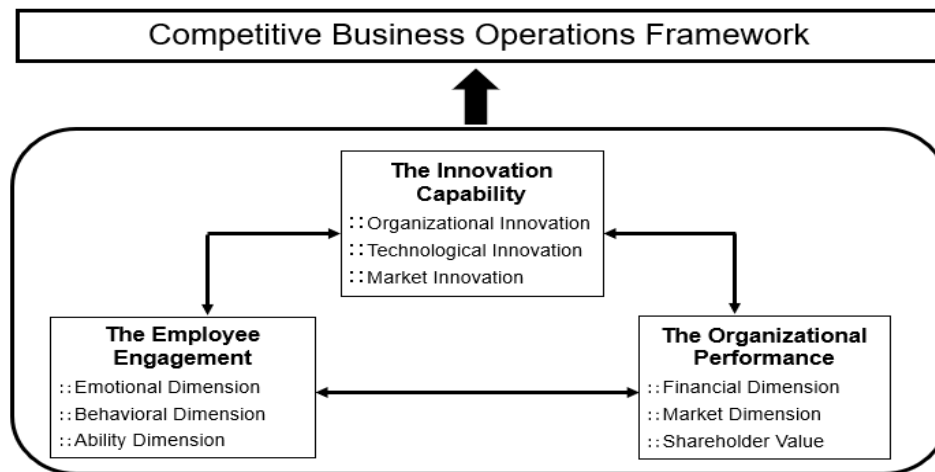 Competitive Business Operations Framework
The Innovation
Capability
::Organizational Innovation
::Technological Innovation
::Market Innovation
The Employee
Engagement
::Emotional Dimension
::Behavioral Dimension
::Ability Dimension
The Organizational
Performance
::Financial Dimension
::Market Dimension
::Shareholder Value